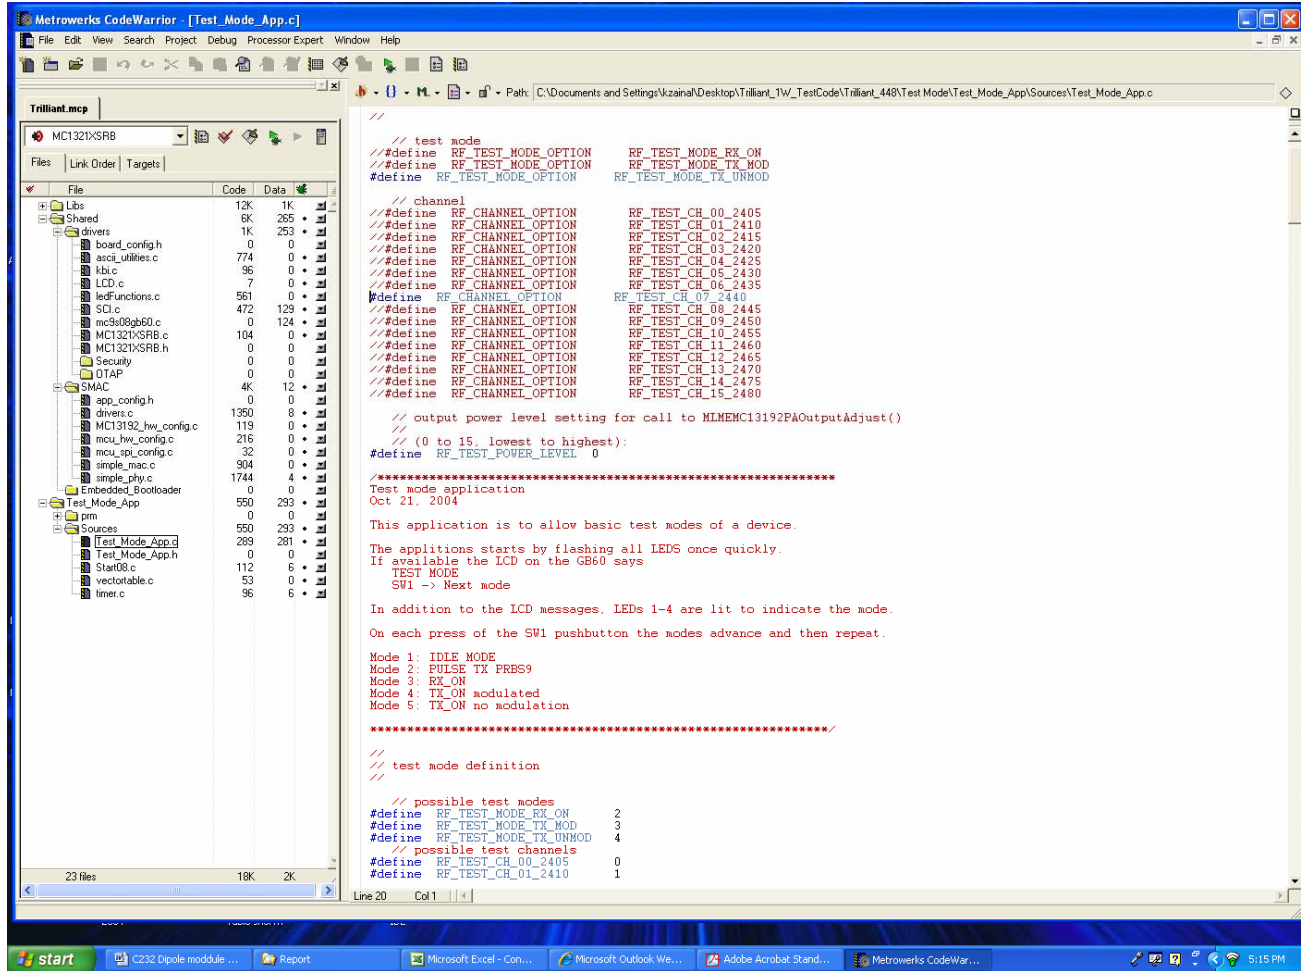 Metrowerks CodeWarrior - [Test_Mode_App.c]
File Edit View Search Project Debug Processor Expert Window Help
Path: C:\Documents and Settings\kzainal\Desktop\Trilliant_1W_TestCode\Trilliant_448\Test Mode\Test_Mode_App\Sources\Test_Mode_App.c
Trilliant.mcp
MC1321XSRB
Files Link Order Targets
File Code Data
Libs 12K 1K
Shared 6K 265
drivers 1K 253
board_config.h 0 0
ascii_utilities.c 774 0
kbi.c 96 0
LCD.c 7 0
ledFunctions.c 561 0
SCI.c 472 129
mc9s08gb60.c 0 124
MC1321XSRB.c 104 0
MC1321XSRB.h 0 0
Security 0 0
OTAP 0 0
SMAC 4K 12
app_config.h 0 0
drivers.c 1350 8
MC13192_hw_config.c 119 0
mcu_hw_config.c 216 0
mcu_spi_config.c 32 0
simple_mac.c 904 0
simple_phy.c 1744 4
Embedded_Bootloader 0 0
Test_Mode_App 550 293
prm 0 0
Sources 550 293
Test_Mode_App.c 289 281
Test_Mode_App.h 0 0
Start08.c 112 6
vectortable.c 53 0
timer.c 96 6
23 files 18K 2K
//
// test mode
//#define RF_TEST_MODE_OPTION RF_TEST_MODE_RX_ON
//#define RF_TEST_MODE_OPTION RF_TEST_MODE_TX_MOD
#define RF_TEST_MODE_OPTION RF_TEST_MODE_TX_UNMOD
// channel
//#define RF_CHANNEL_OPTION RF_TEST_CH_00_2405
//#define RF_CHANNEL_OPTION RF_TEST_CH_01_2410
//#define RF_CHANNEL_OPTION RF_TEST_CH_02_2415
//#define RF_CHANNEL_OPTION RF_TEST_CH_03_2420
//#define RF_CHANNEL_OPTION RF_TEST_CH_04_2425
//#define RF_CHANNEL_OPTION RF_TEST_CH_05_2430
//#define RF_CHANNEL_OPTION RF_TEST_CH_06_2435
#define RF_CHANNEL_OPTION RF_TEST_CH_07_2440
//#define RF_CHANNEL_OPTION RF_TEST_CH_08_2445
//#define RF_CHANNEL_OPTION RF_TEST_CH_09_2450
//#define RF_CHANNEL_OPTION RF_TEST_CH_10_2455
//#define RF_CHANNEL_OPTION RF_TEST_CH_11_2460
//#define RF_CHANNEL_OPTION RF_TEST_CH_12_2465
//#define RF_CHANNEL_OPTION RF_TEST_CH_13_2470
//#define RF_CHANNEL_OPTION RF_TEST_CH_14_2475
//#define RF_CHANNEL_OPTION RF_TEST_CH_15_2480
// output power level setting for call to MLMEMC13192PAOutputAdjust()
//
// (0 to 15, lowest to highest):
#define RF_TEST_POWER_LEVEL 0
/**************************************************************
Test mode application
Oct 21, 2004
This application is to allow basic test modes of a device.
The applitions starts by flashing all LEDS once quickly.
If available the LCD on the GB60 says
TEST MODE
SW1 -> Next mode
In addition to the LCD messages, LEDs 1-4 are lit to indicate the mode.
On each press of the SW1 pushbutton the modes advance and then repeat.
Mode 1: IDLE MODE
Mode 2: PULSE TX PRBS9
Mode 3: RX_ON
Mode 4: TX_ON modulated
Mode 5: TX_ON no modulation
**************************************************************/
//
// test mode definition
//
// possible test modes
#define RF_TEST_MODE_RX_ON 2
#define RF_TEST_MODE_TX_MOD 3
#define RF_TEST_MODE_TX_UNMOD 4
// possible test channels
#define RF_TEST_CH_00_2405 0
#define RF_TEST_CH_01_2410 1
Line 20 Col 1
start C232 Dipole moddule ... Report Microsoft Excel - Con... Microsoft Outlook We... Adobe Acrobat Stand... Metrowerks CodeWar... 5:15 PM